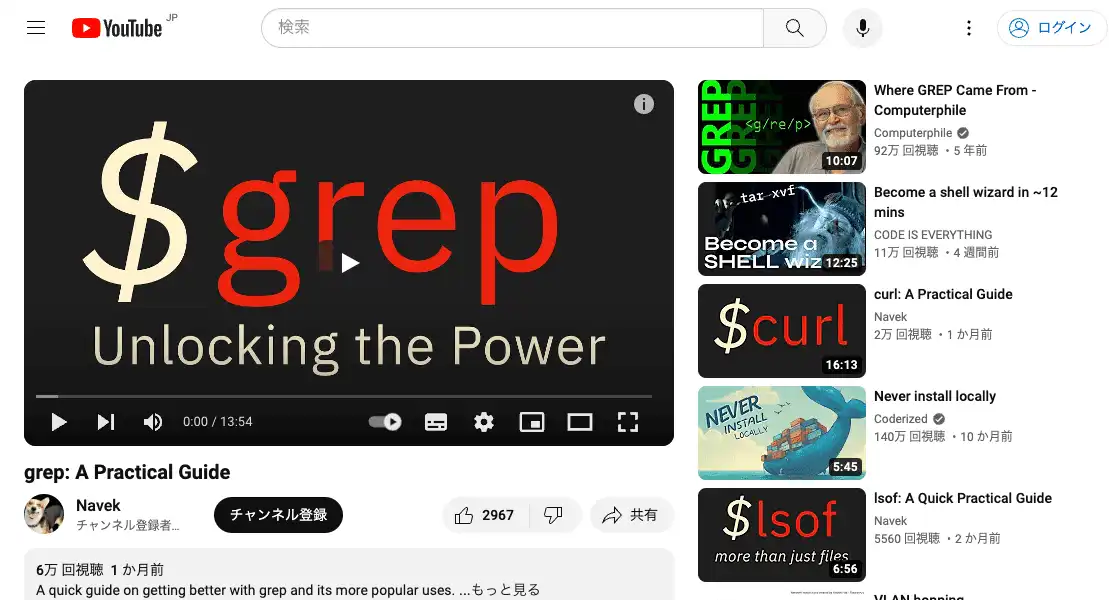 YouTube JP
検索
ログイン
$grep
Unlocking the Power
0:00 / 13:54
grep: A Practical Guide
Navek
チャンネル登録者...
チャンネル登録
2967
共有
6万 回視聴 1 か月前
A quick guide on getting better with grep and its more popular uses. ...もっと見る
GREP
<g/re/p>
10:07
Where GREP Came From -
Computerphile
Computerphile
92万 回視聴 ・5 年前
tar xvf
Become a
SHELL wiz
12:25
Become a shell wizard in ~12
mins
CODE IS EVERYTHING
11万 回視聴 ・4 週間前
$curl
16:13
curl: A Practical Guide
Navek
2万 回視聴 ・1 か月前
NEVER
INSTALL
LOCALLY
5:45
Never install locally
Coderized
140万 回視聴 ・10 か月前
$lsof
more than just files
6:56
lsof: A Quick Practical Guide
Navek
5560 回視聴 ・2 か月前
VLAN hopping